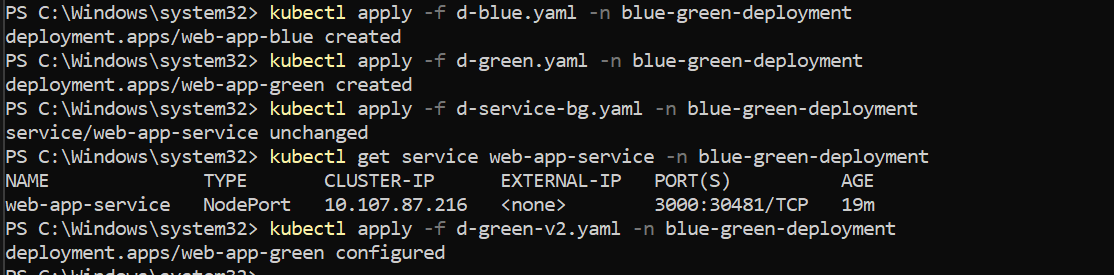 PS C:\Windows\system32> kubectl apply -f d-blue.yaml -n blue-green-deployment
deployment.apps/web-app-blue created
PS C:\Windows\system32> kubectl apply -f d-green.yaml -n blue-green-deployment
deployment.apps/web-app-green created
PS C:\Windows\system32> kubectl apply -f d-service-bg.yaml -n blue-green-deployment
service/web-app-service unchanged
PS C:\Windows\system32> kubectl get service web-app-service -n blue-green-deployment
NAME TYPE CLUSTER-IP EXTERNAL-IP PORT(S) AGE
web-app-service NodePort 10.107.87.216 <none> 3000:30481/TCP 19m
PS C:\Windows\system32> kubectl apply -f d-green-v2.yaml -n blue-green-deployment
deployment.apps/web-app-green configured
PS C:\Windows\system32>